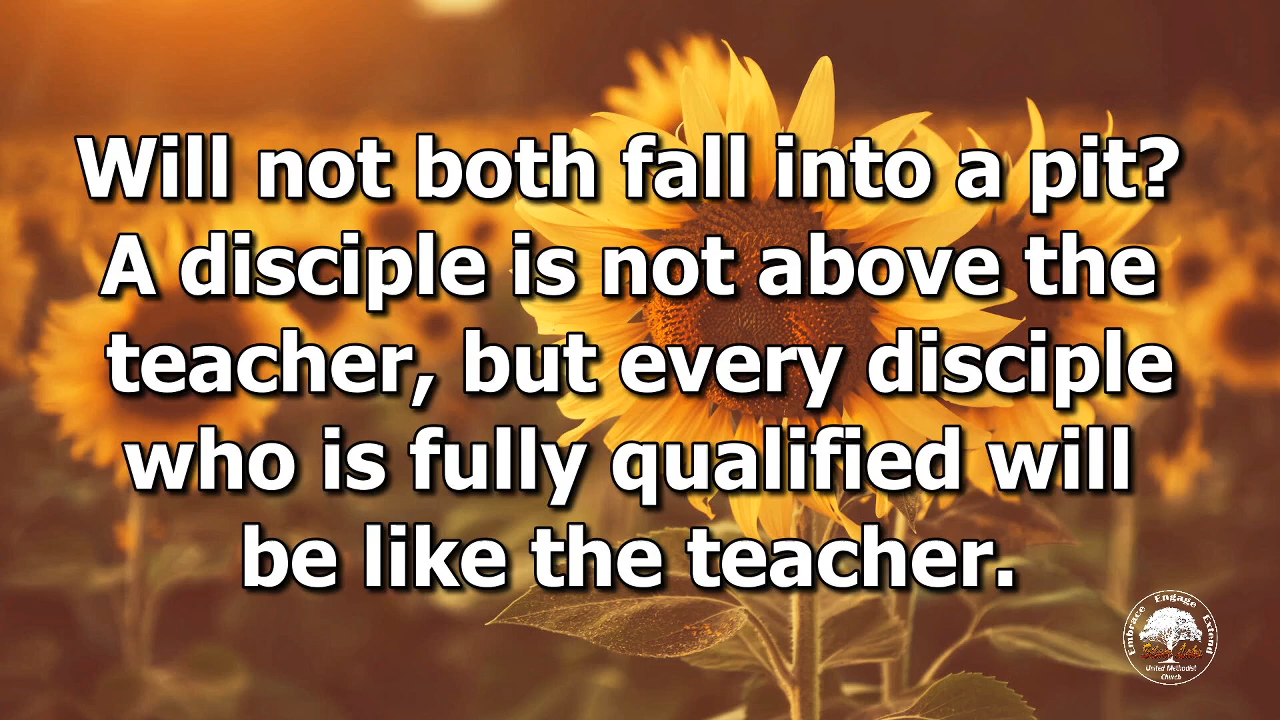 Will not both fall into a pit?
A disciple is not above the
teacher, but every disciple
who is fully qualified will
be like the teacher.
Embrace Engage Extend
United Methodist
Church